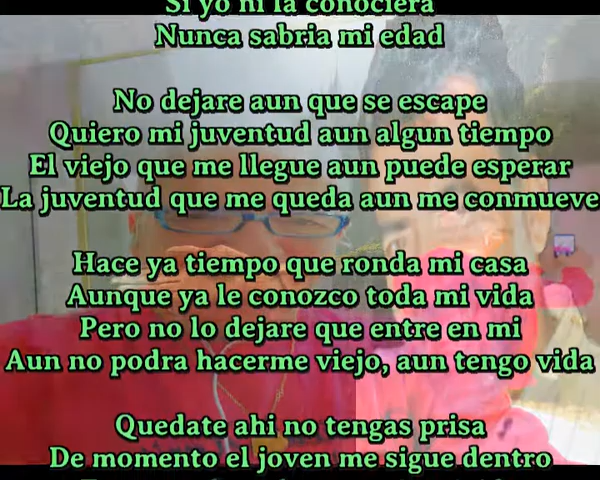 Si yo ni la conociera
Nunca sabria mi edad
No dejare aun que se escape
Quiero mi juventud aun algun tiempo
El viejo que me llegue aun puede esperar
La juventud que me queda aun me conmueve
Hace ya tiempo que ronda mi casa
Aunque ya le conozco toda mi vida
Pero no lo dejare que entre en mi
Aun no podra hacerme viejo, aun tengo vida
Quedate ahi no tengas prisa
De momento el joven me sigue dentro